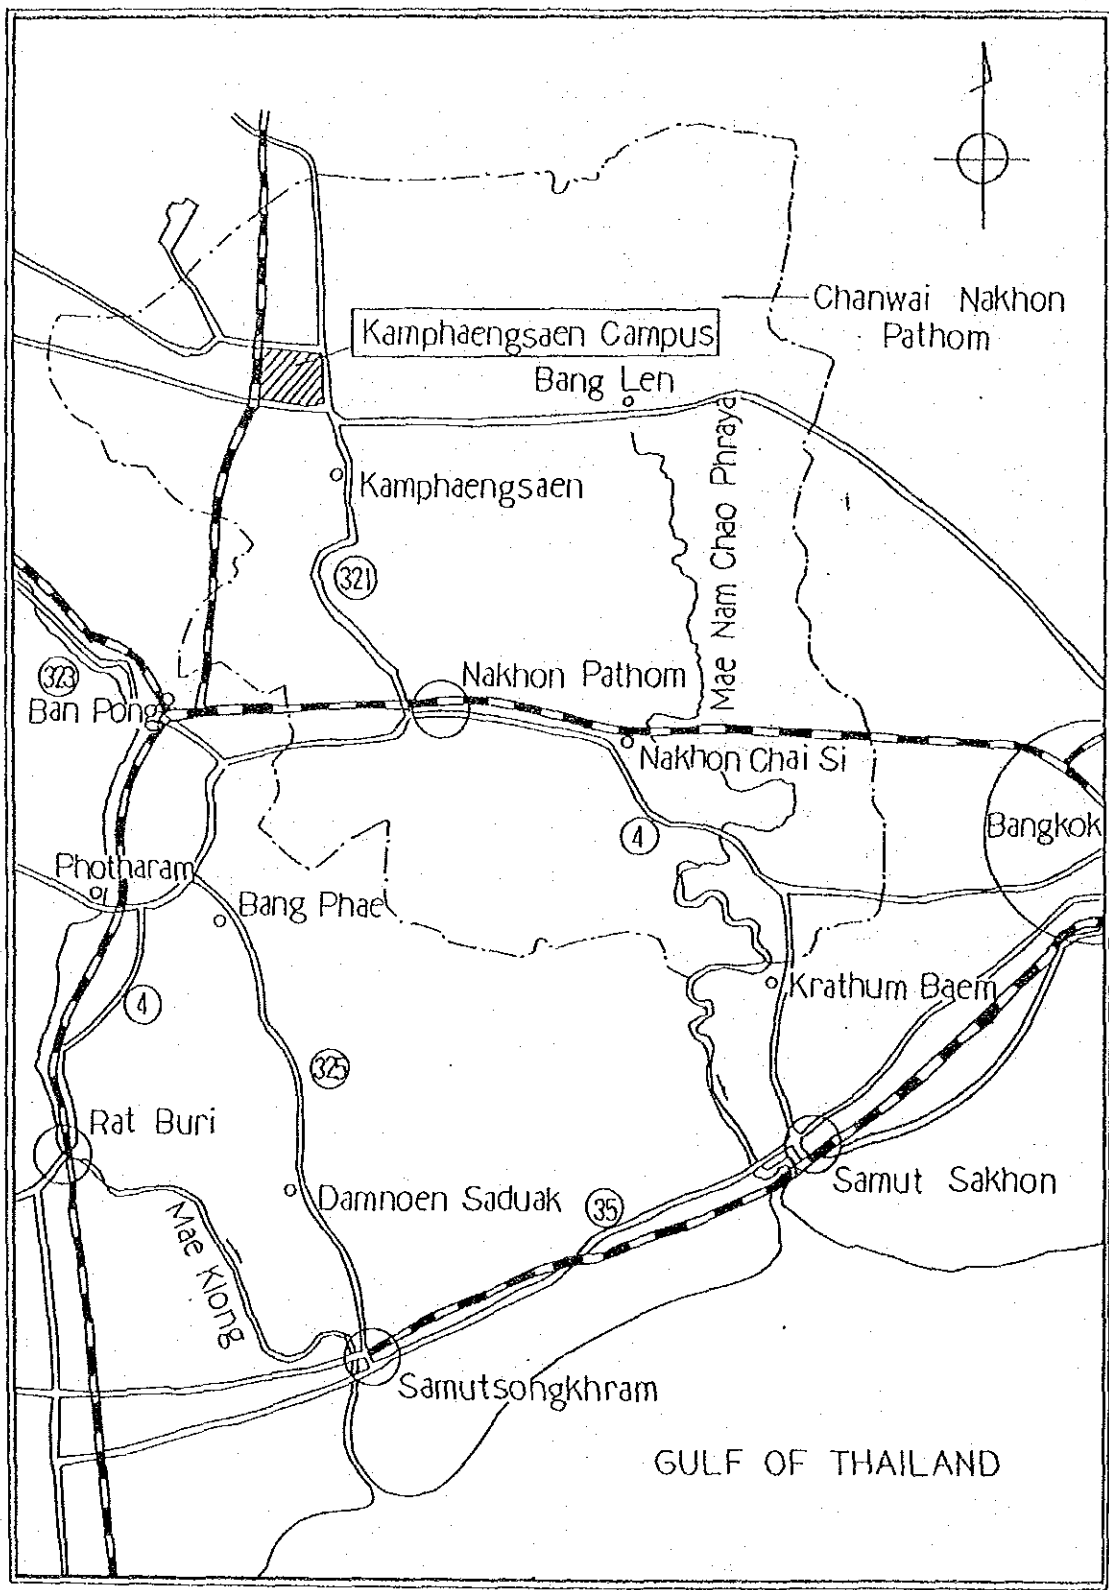 Chanwai Nakhon
Pathom
Kamphaengsaen Campus
Bang Len
Mae Nam Chao Phraya
Kamphaengsaen
321
323
Ban Pong
Nakhon Pathom
Nakhon Chai Si
4
Bangkok
Photharam
Bang Phae
Krathum Baem
4
325
Rat Buri
Damnoen Saduak
35
Samut Sakhon
Mae Klong
Samutsongkhram
GULF OF THAILAND